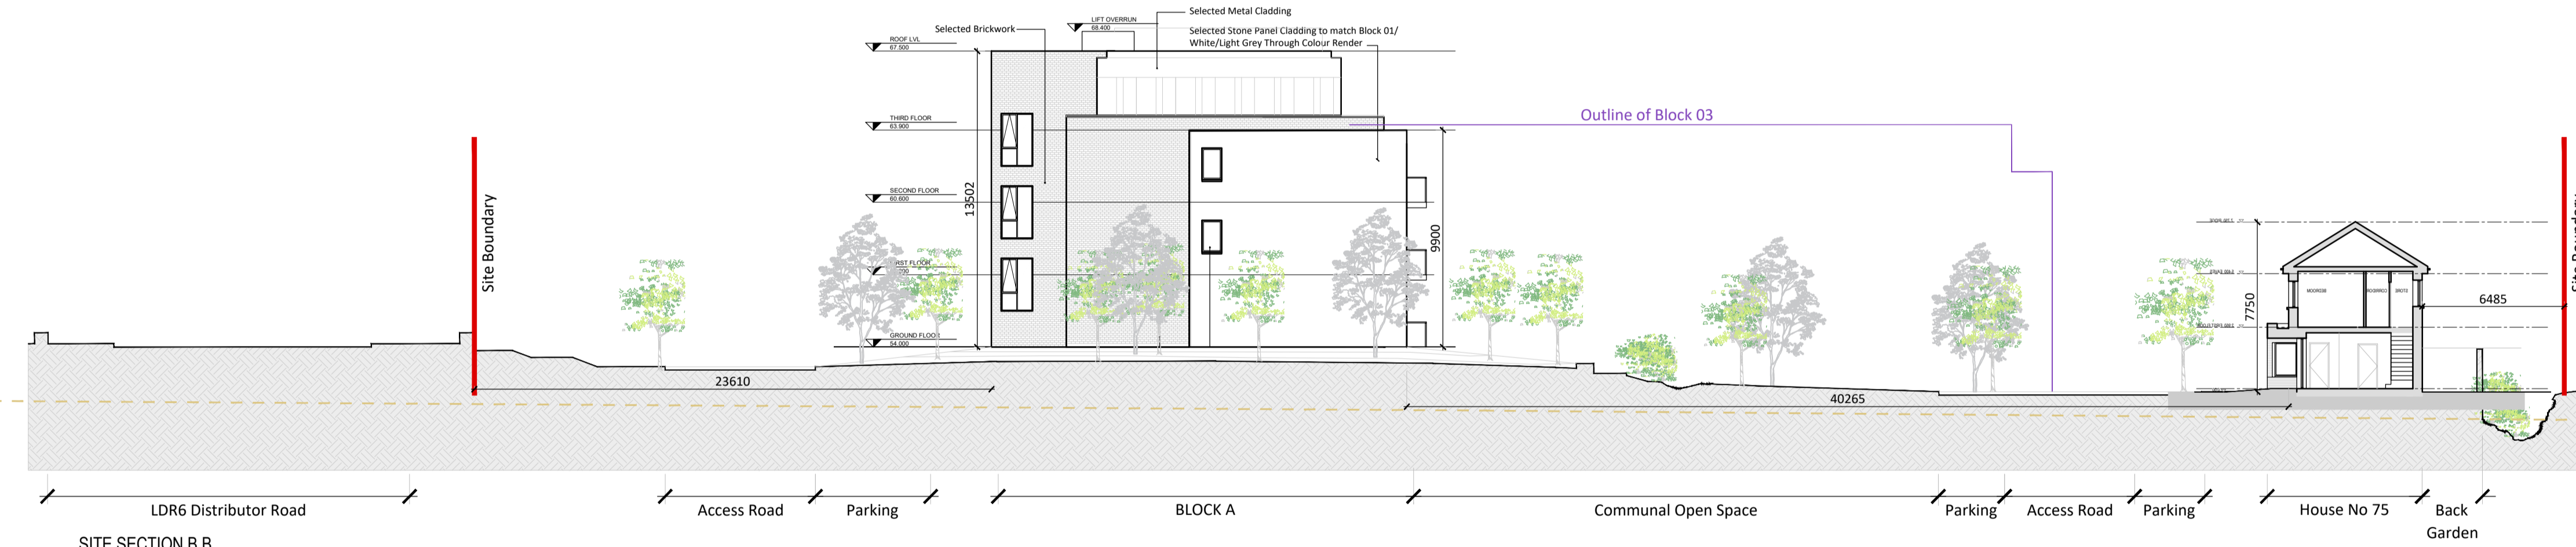 Selected Metal Cladding
LIFT OVERRUN
68.400
Selected Brickwork
Selected Stone Panel Cladding to match Block 01/
White/Light Grey Through Colour Render
ROOF LVL
67.500
THIRD FLOOR
63.900
Outline of Block 03
SECOND FLOOR
60.600
13502
9900
Site Boundary
7750
6485
GROUND FLOO
54.000
23610
40265
LDR6 Distributor Road
Access Road
Parking
BLOCK A
Communal Open Space
Parking
Access Road
Parking
House No 75
Back
Garden
SITE SECTION B B